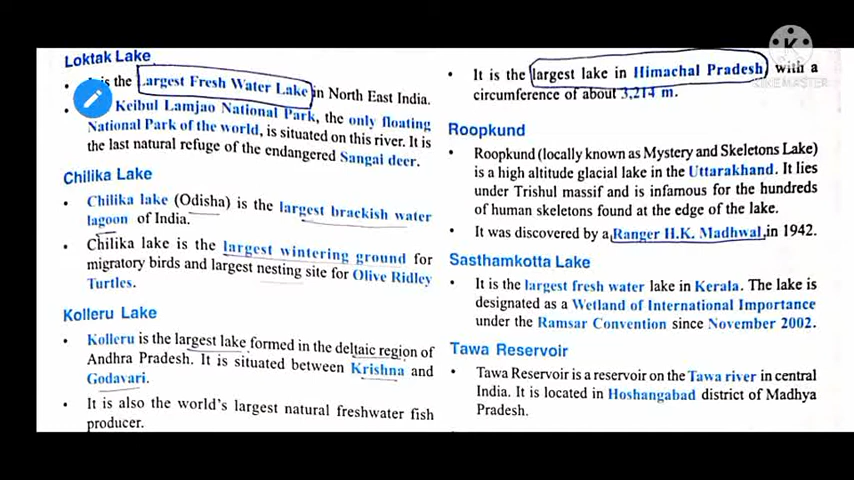 Loktak Lake
is the Largest Fresh Water Lake in North East India.
Keibul Lamjao National Park, the only floating
National Park of the world, is situated on this river. It is
the last natural refuge of the endangered Sangai deer.
Chilika Lake
• Chilika lake (Odisha) is the largest brackish water
lagoon of India.
• Chilika lake is the largest wintering ground for
migratory birds and largest nesting site for Olive Ridley
Turtles.
Kolleru Lake
• Kolleru is the largest lake formed in the deltaic region of
Andhra Pradesh. It is situated between Krishna and
Godavari.
• It is also the world's largest natural freshwater fish
producer.
• It is the largest lake in Himachal Pradesh with a
circumference of about 3,214 m.
Roopkund
• Roopkund (locally known as Mystery and Skeletons Lake)
is a high altitude glacial lake in the Uttarakhand. It lies
under Trishul massif and is infamous for the hundreds
of human skeletons found at the edge of the lake.
• It was discovered by a Ranger H.K. Madhwal, in 1942.
Sasthamkotta Lake
• It is the largest fresh water lake in Kerala. The lake is
designated as a Wetland of International Importance
under the Ramsar Convention since November 2002.
Tawa Reservoir
• Tawa Reservoir is a reservoir on the Tawa river in central
India. It is located in Hoshangabad district of Madhya
Pradesh.
K
KINEMASTER